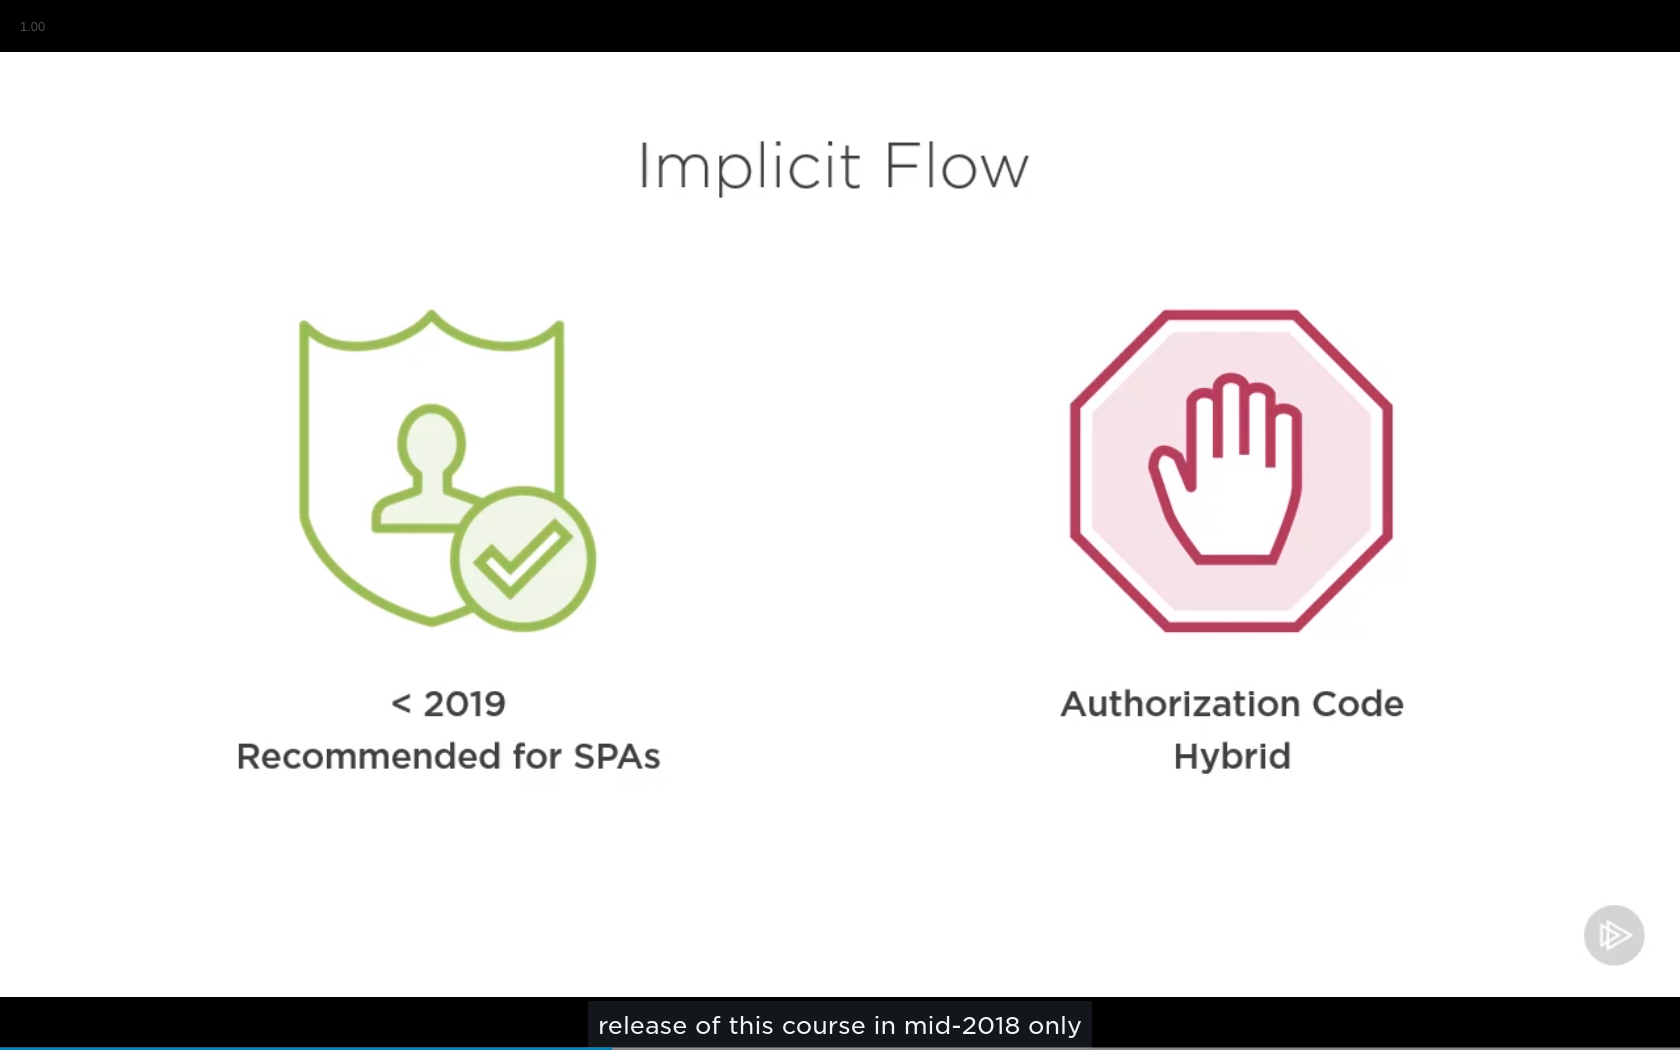 1.00
Implicit Flow
< 2019
Recommended for SPAs
Authorization Code
Hybrid
release of this course in mid-2018 only